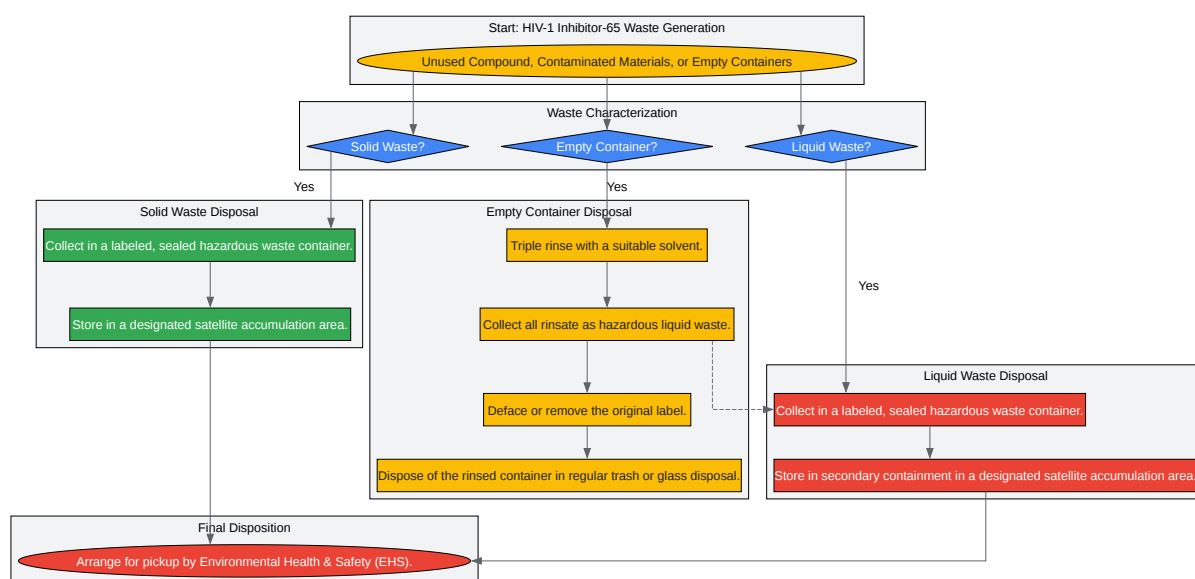 Start: HIV-1 Inhibitor-65 Waste Generation
Unused Compound, Contaminated Materials, or Empty Containers
Waste Characterization
Solid Waste?
Empty Container?
Liquid Waste?
Yes
Yes
Solid Waste Disposal
Collect in a labeled, sealed hazardous waste container.
Store in a designated satellite accumulation area.
Empty Container Disposal
Triple rinse with a suitable solvent.
Collect all rinsate as hazardous liquid waste.
Deface or remove the original label.
Dispose of the rinsed container in regular trash or glass disposal.
Yes
Liquid Waste Disposal
Collect in a labeled, sealed hazardous waste container.
Store in secondary containment in a designated satellite accumulation area.
Final Disposition
Arrange for pickup by Environmental Health & Safety (EHS).